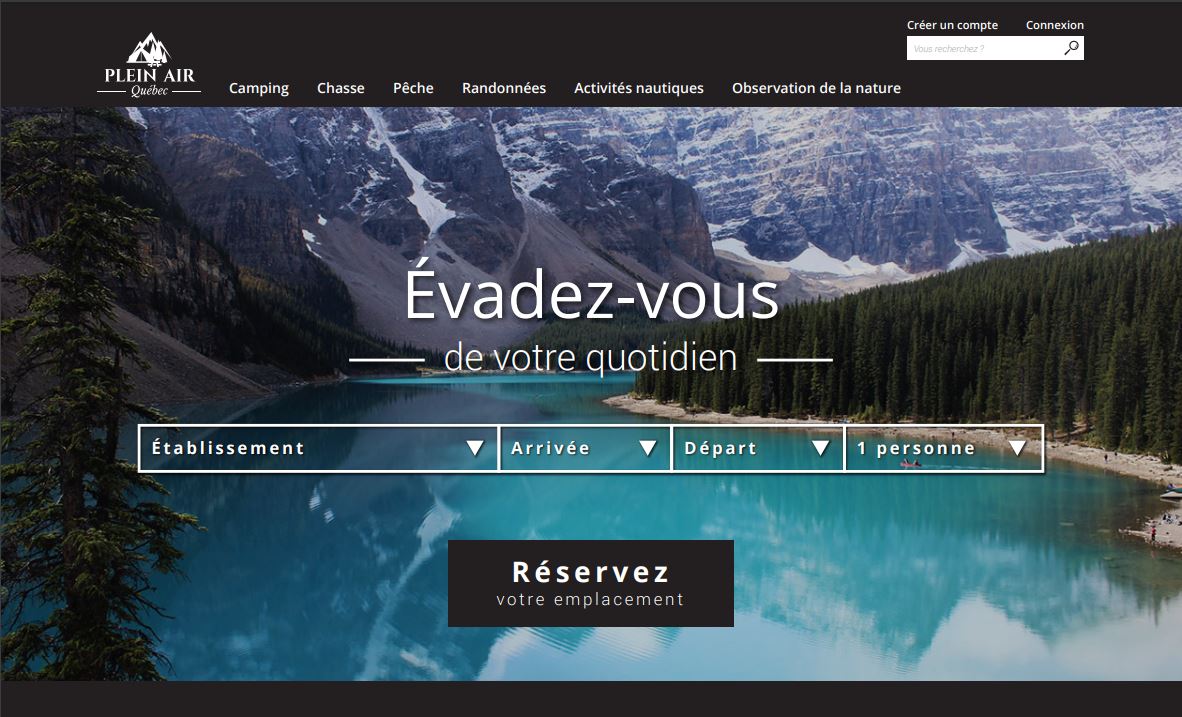 Créer un compte Connexion
Vous recherchez ?
PLEIN AIR
Québec
Camping Chasse Pêche Randonnées Activités nautiques Observation de la nature
Évadez-vous
de votre quotidien
Établissement Arrivée Départ 1 personne
Réservez
votre emplacement